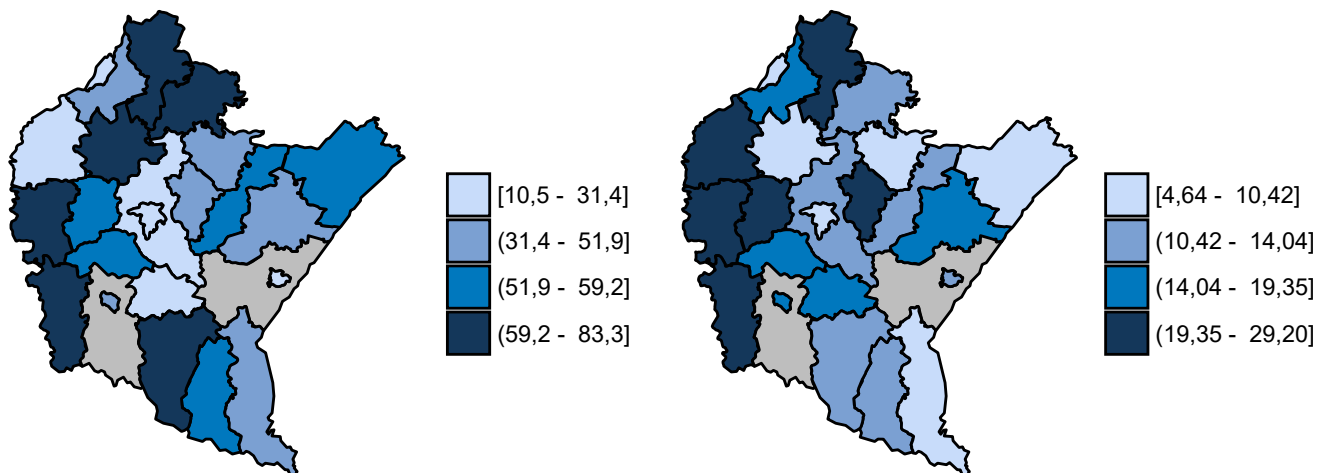 [10,5 - 31,4]
(31,4 - 51,9]
(51,9 - 59,2]
(59,2 - 83,3]
[4,64 - 10,42]
(10,42 - 14,04]
(14,04 - 19,35]
(19,35 - 29,20]